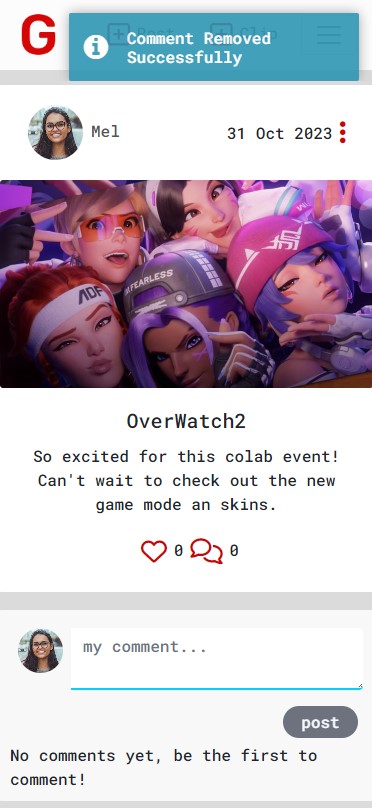 G
Comment Removed
Successfully
Mel
31 Oct 2023
FEARLESS
OverWatch2
So excited for this colab event!
Can't wait to check out the new
game mode an skins.
0
0
my comment...
post
No comments yet, be the first to
comment!